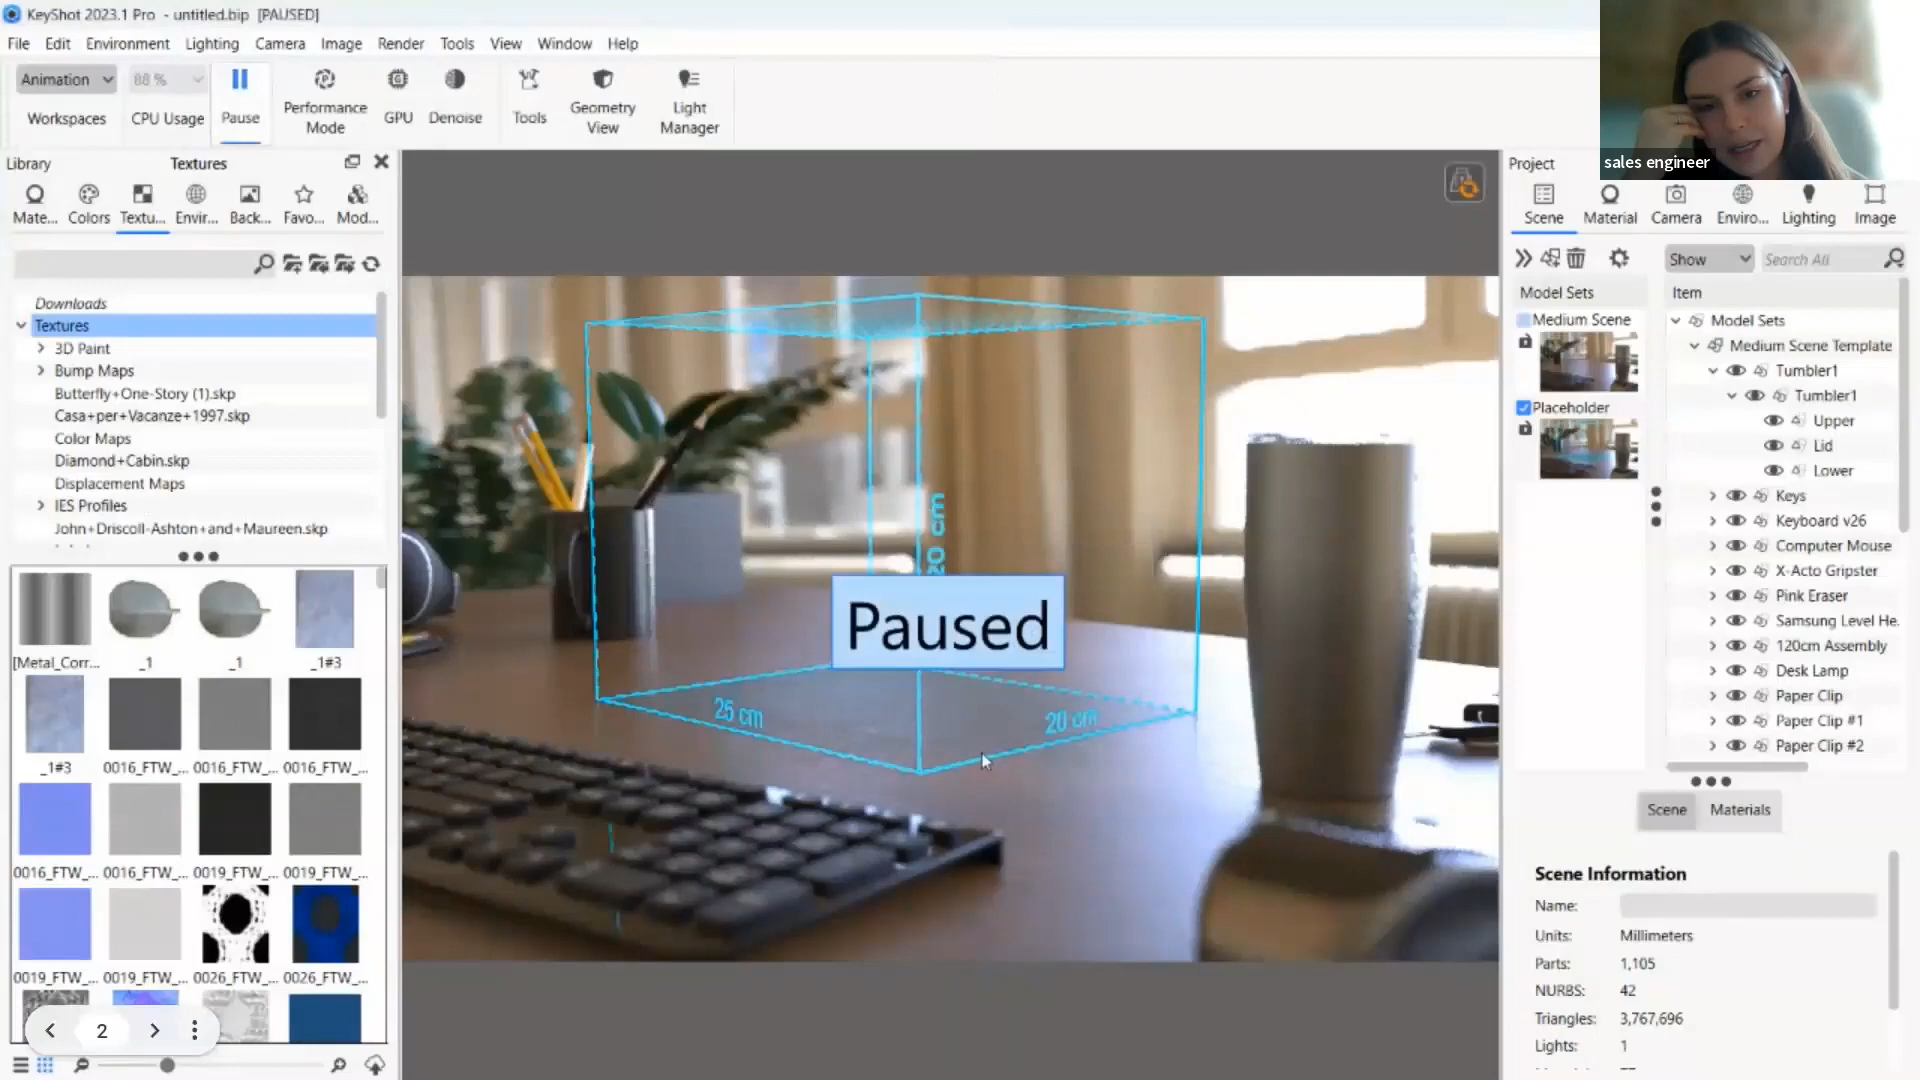 KeyShot 2023.1 Pro - untitled.bip [PAUSED]
File Edit Environment Lighting Camera Image Render Tools View Window Help
Animation
88 %
Workspaces
CPU Usage
Pause
Performance
Mode
GPU
Denoise
Tools
Geometry
View
Light
Manager
sales engineer
Library
Textures
Mate... Colors Textu... Envir... Back... Favo... Mod...
Downloads
Textures
3D Paint
Bump Maps
Butterfly+One-Story (1).skp
Casa+per+Vacanze+1997.skp
Color Maps
Diamond+Cabin.skp
Displacement Maps
IES Profiles
John+Driscoll-Ashton+and+Maureen.skp
[Metal_Corr... _1 _1 _1#3
_1#3 0016_FTW_... 0016_FTW_... 0016_FTW_...
0016_FTW_... 0016_FTW_... 0019_FTW_... 0019_FTW_...
0019_FTW_... 0019_FTW_... 0026_FTW_... 0026_FTW_...
2
20 cm
Paused
25 cm
20 cm
Project
Scene Material Camera Enviro... Lighting Image
Show
Search All
Model Sets
Medium Scene
Placeholder
Item
Model Sets
Medium Scene Template
Tumbler1
Tumbler1
Upper
Lid
Lower
Keys
Keyboard v26
Computer Mouse
X-Acto Gripster
Pink Eraser
Samsung Level He.
120cm Assembly
Desk Lamp
Paper Clip
Paper Clip #1
Paper Clip #2
Scene Materials
Scene Information
Name:
Units: Millimeters
Parts: 1,105
NURBS: 42
Triangles: 3,767,696
Lights: 1